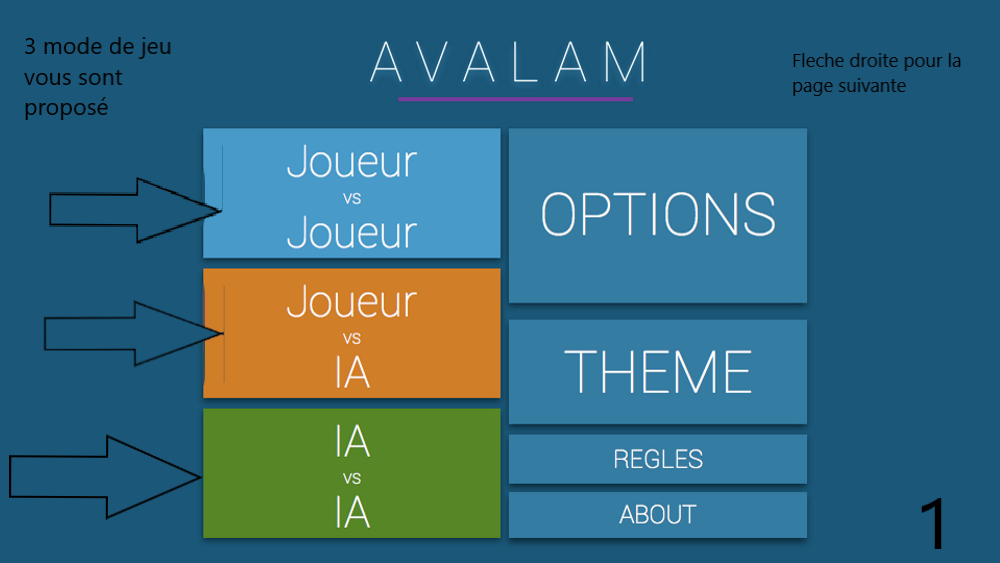 3 mode de jeu
vous sont
proposé
AVALAM
Fleche droite pour la
page suivante
Joueur
vs
Joueur
Joueur
vs
IA
IA
vs
IA
OPTIONS
THEME
REGLES
ABOUT
1